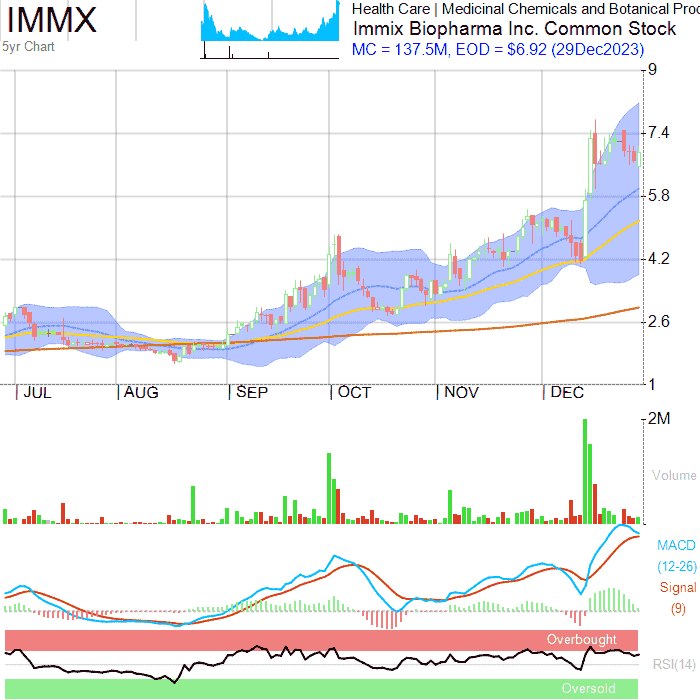 IMMX
5yr Chart
Health Care | Medicinal Chemicals and Botanical Proc
Immix Biopharma Inc. Common Stock
MC = 137.5M, EOD = $6.92 (29Dec2023)
9
7.4
5.8
4.2
2.6
1
JUL AUG SEP OCT NOV DEC
2M
Volume
MACD
(12-26)
Signal
(9)
Overbought
RSI(14)
Oversold